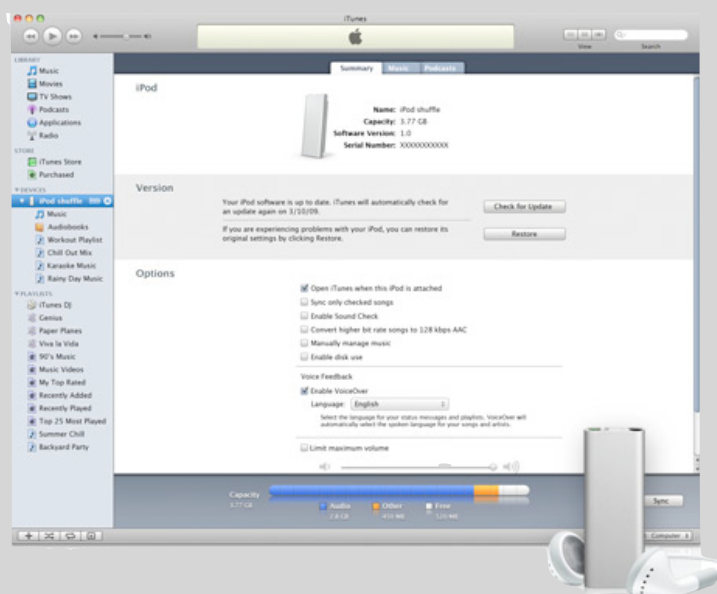 iTunes
View
Search
LIBRARY
Music
Movies
TV Shows
Podcasts
Applications
Radio
STORE
iTunes Store
Purchased
DEVICES
iPod shuffle
Music
Audiobooks
Workout Playlist
Chill Out Mix
Karaoke Music
Rainy Day Music
PLAYLISTS
iTunes DJ
Genius
Paper Planes
Viva la Vida
90's Music
Music Videos
My Top Rated
Recently Added
Recently Played
Top 25 Most Played
Summer Chill
Backyard Party
Summary Music Podcasts
iPod
Name: iPod shuffle
Capacity: 3.77 GB
Software Version: 1.0
Serial Number: XXXXXXXXXXX
Version
Your iPod software is up to date. iTunes will automatically check for
an update again on 3/10/09.
Check for Update
If you are experiencing problems with your iPod, you can restore its
original settings by clicking Restore.
Restore
Options
Open iTunes when this iPod is attached
Sync only checked songs
Enable Sound Check
Convert higher bit rate songs to 128 kbps AAC
Manually manage music
Enable disk use
Voice Feedback
Enable VoiceOver
Language: English
Select the language for your status messages and playlists. VoiceOver will
automatically select the spoken language for your songs and artists.
Limit maximum volume
Capacity
3.77 GB
Audio
2.8 GB
Other
450 MB
Free
520 MB
Sync
Computer